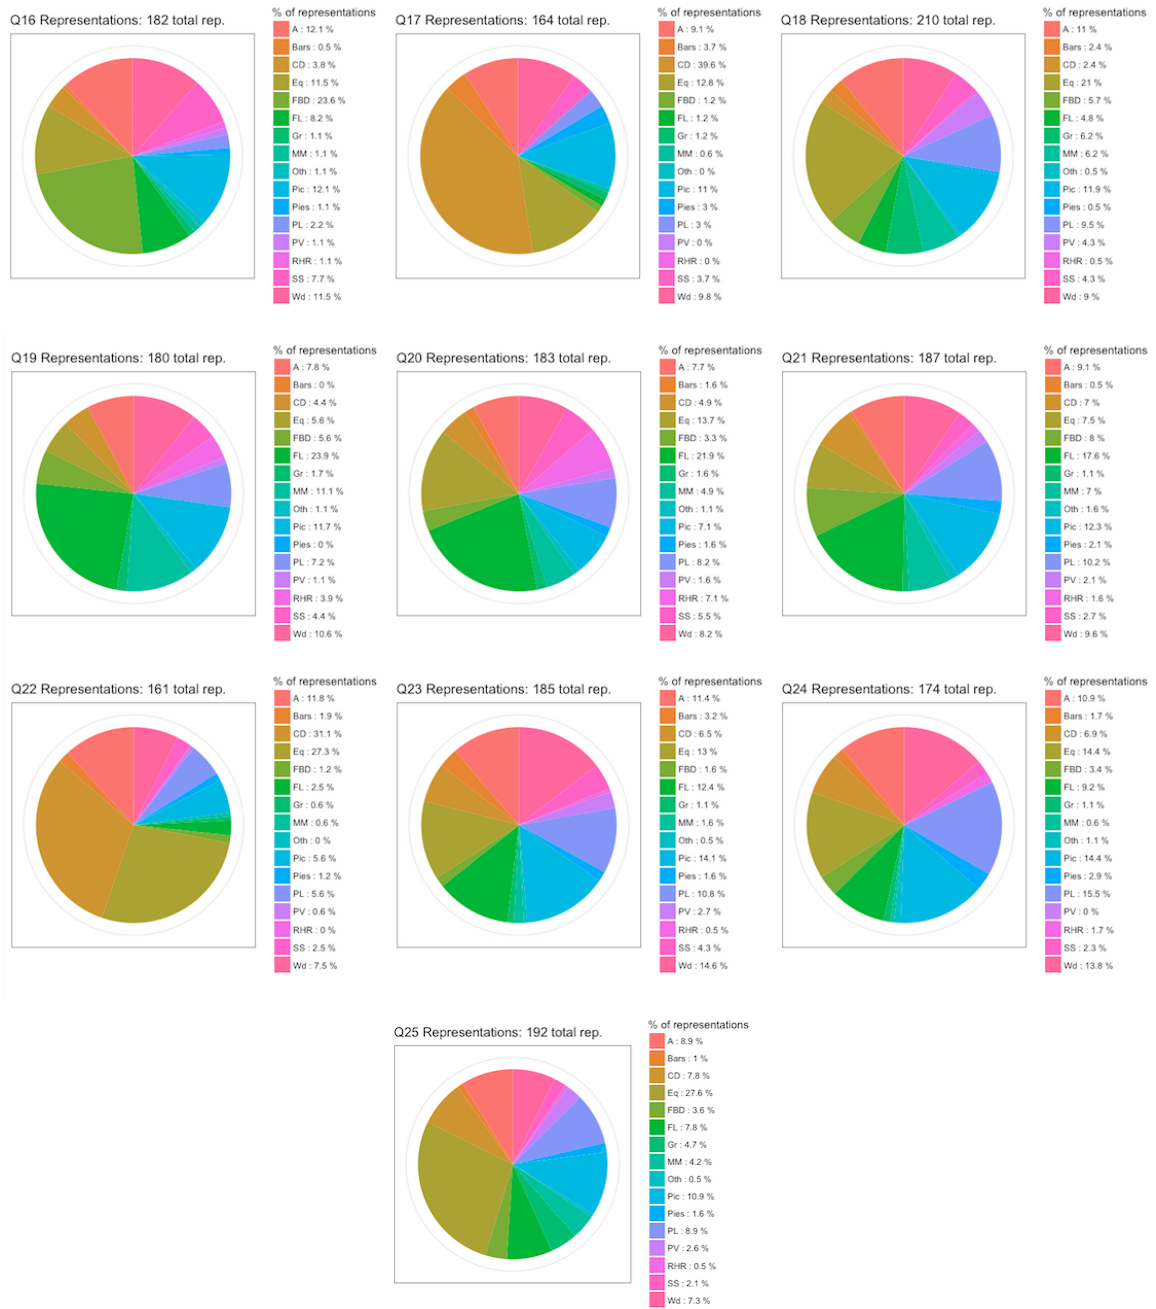 Q16 Representations: 182 total rep.
% of representations
A : 12.1 %
Bars : 0.5 %
CD : 3.8 %
Eq : 11.5 %
FBD : 23.6 %
FL : 8.2 %
Gr : 1.1 %
MM : 1.1 %
Oth : 1.1 %
Pic : 12.1 %
Pies : 1.1 %
PL : 2.2 %
PV : 1.1 %
RHR : 1.1 %
SS : 7.7 %
Wd : 11.5 %
Q17 Representations: 164 total rep.
% of representations
A : 9.1 %
Bars : 3.7 %
CD : 39.6 %
Eq : 12.8 %
FBD : 1.2 %
FL : 1.2 %
Gr : 1.2 %
MM : 0.6 %
Oth : 0 %
Pic : 11 %
Pies : 3 %
PL : 3 %
PV : 0 %
RHR : 0 %
SS : 3.7 %
Wd : 9.8 %
Q18 Representations: 210 total rep.
% of representations
A : 11 %
Bars : 2.4 %
CD : 2.4 %
Eq : 21 %
FBD : 5.7 %
FL : 4.8 %
Gr : 6.2 %
MM : 6.2 %
Oth : 0.5 %
Pic : 11.9 %
Pies : 0.5 %
PL : 9.5 %
PV : 4.3 %
RHR : 0.5 %
SS : 4.3 %
Wd : 9 %
Q19 Representations: 180 total rep.
% of representations
A : 7.8 %
Bars : 0 %
CD : 4.4 %
Eq : 5.6 %
FBD : 5.6 %
FL : 23.9 %
Gr : 1.7 %
MM : 11.1 %
Oth : 1.1 %
Pic : 11.7 %
Pies : 0 %
PL : 7.2 %
PV : 1.1 %
RHR : 3.9 %
SS : 4.4 %
Wd : 10.6 %
Q20 Representations: 183 total rep.
% of representations
A : 7.7 %
Bars : 1.6 %
CD : 4.9 %
Eq : 13.7 %
FBD : 3.3 %
FL : 21.9 %
Gr : 1.6 %
MM : 4.9 %
Oth : 1.1 %
Pic : 7.1 %
Pies : 1.6 %
PL : 8.2 %
PV : 1.6 %
RHR : 7.1 %
SS : 5.5 %
Wd : 8.2 %
Q21 Representations: 187 total rep.
% of representations
A : 9.1 %
Bars : 0.5 %
CD : 7 %
Eq : 7.5 %
FBD : 8 %
FL : 17.6 %
Gr : 1.1 %
MM : 7 %
Oth : 1.6 %
Pic : 12.3 %
Pies : 2.1 %
PL : 10.2 %
PV : 2.1 %
RHR : 1.6 %
SS : 2.7 %
Wd : 9.6 %
Q22 Representations: 161 total rep.
% of representations
A : 11.8 %
Bars : 1.9 %
CD : 31.1 %
Eq : 27.3 %
FBD : 1.2 %
FL : 2.5 %
Gr : 0.6 %
MM : 0.6 %
Oth : 0 %
Pic : 5.6 %
Pies : 1.2 %
PL : 5.6 %
PV : 0.6 %
RHR : 0 %
SS : 2.5 %
Wd : 7.5 %
Q23 Representations: 185 total rep.
% of representations
A : 11.4 %
Bars : 3.2 %
CD : 6.5 %
Eq : 13 %
FBD : 1.6 %
FL : 12.4 %
Gr : 1.1 %
MM : 1.6 %
Oth : 0.5 %
Pic : 14.1 %
Pies : 1.6 %
PL : 10.8 %
PV : 2.7 %
RHR : 0.5 %
SS : 4.3 %
Wd : 14.6 %
Q24 Representations: 174 total rep.
% of representations
A : 10.9 %
Bars : 1.7 %
CD : 6.9 %
Eq : 14.4 %
FBD : 3.4 %
FL : 9.2 %
Gr : 1.1 %
MM : 0.6 %
Oth : 1.1 %
Pic : 14.4 %
Pies : 2.9 %
PL : 15.5 %
PV : 0 %
RHR : 1.7 %
SS : 2.3 %
Wd : 13.8 %
Q25 Representations: 192 total rep.
% of representations
A : 8.9 %
Bars : 1 %
CD : 7.8 %
Eq : 27.6 %
FBD : 3.6 %
FL : 7.8 %
Gr : 4.7 %
MM : 4.2 %
Oth : 0.5 %
Pic : 10.9 %
Pies : 1.6 %
PL : 8.9 %
PV : 2.6 %
RHR : 0.5 %
SS : 2.1 %
Wd : 7.3 %